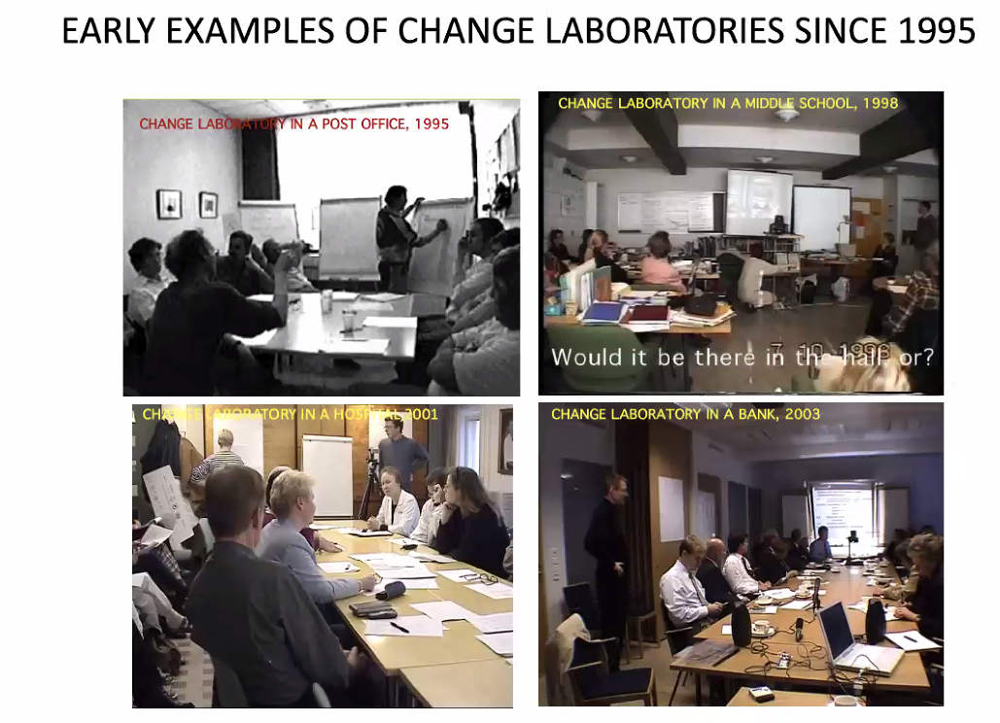 EARLY EXAMPLES OF CHANGE LABORATORIES SINCE 1995
CHANGE LABORATORY IN A POST OFFICE, 1995
CHANGE LABORATORY IN A MIDDLE SCHOOL, 1998
Would it be there in the hall, or?
7.10.1998
CHANGE LABORATORY IN A HOSPITAL 2001
CHANGE LABORATORY IN A BANK, 2003